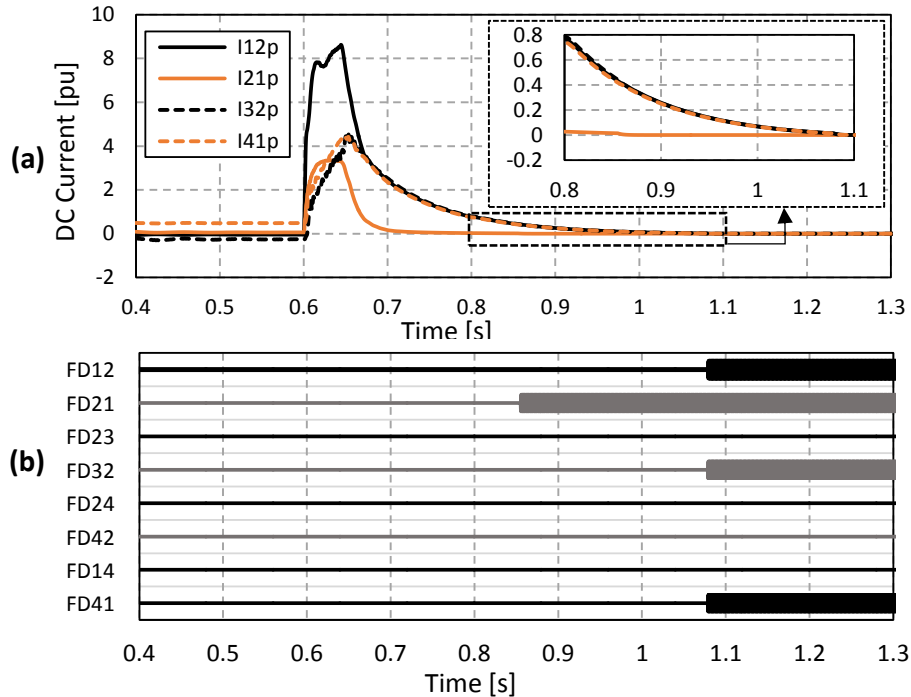 (a)
DC Current [pu]
10
8
6
4
2
0
-2
I12p
I21p
I32p
I41p
0.8
0.6
0.4
0.2
0
-0.2
0.8 0.9 1 1.1
0.4 0.5 0.6 0.7 0.8 0.9 1 1.1 1.2 1.3
Time [s]
(b)
FD12
FD21
FD23
FD32
FD24
FD42
FD14
FD41
0.4 0.5 0.6 0.7 0.8 0.9 1 1.1 1.2 1.3
Time [s]